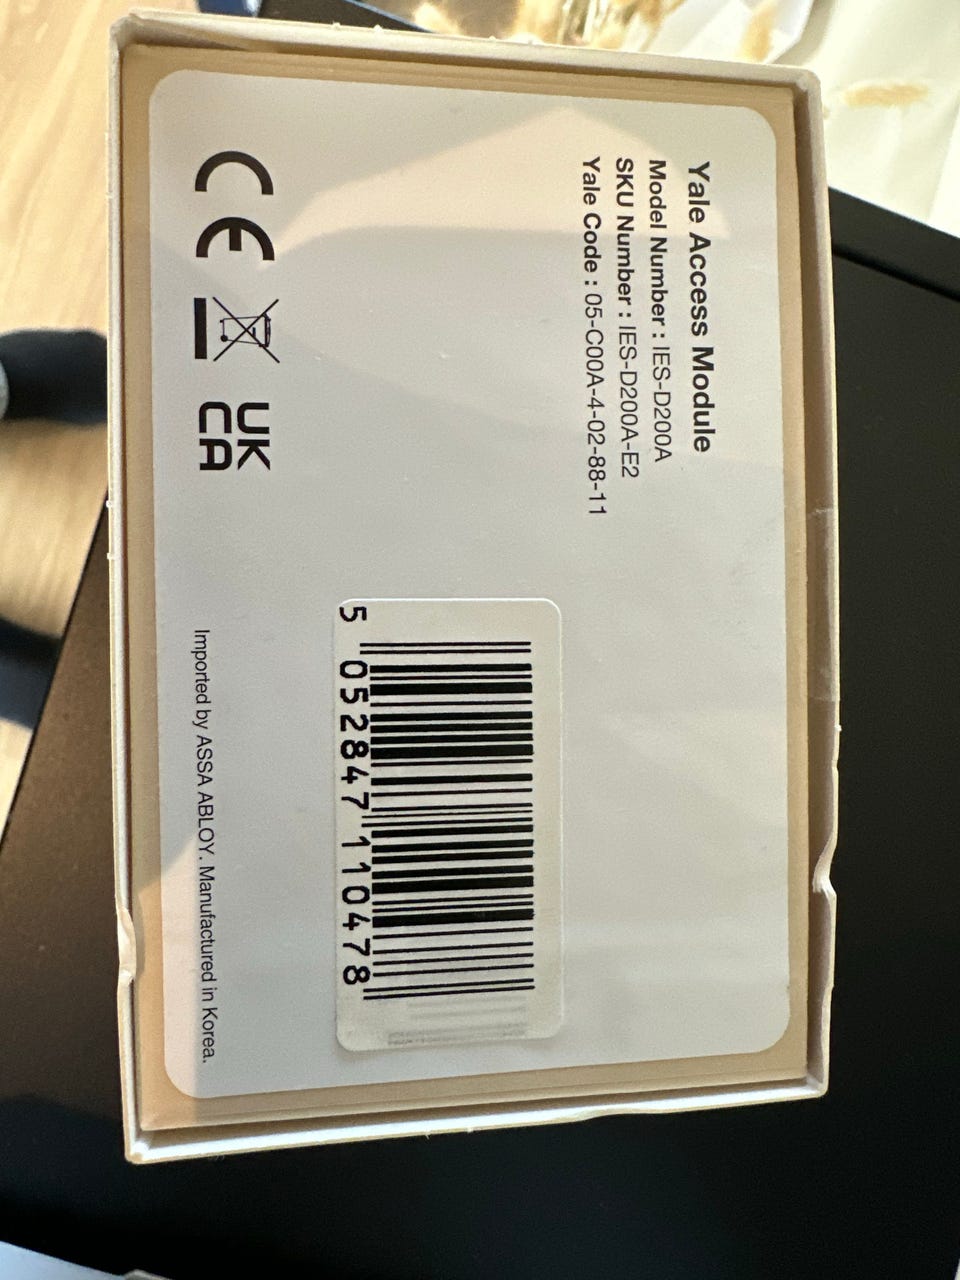 Yale Access Module
Model Number : IES-D200A
SKU Number : IES-D200A-E2
Yale Code : 05-C00A-4-02-88-11
5 052847 110478
CE
UK
CA
Imported by ASSA ABLOY. Manufactured in Korea.